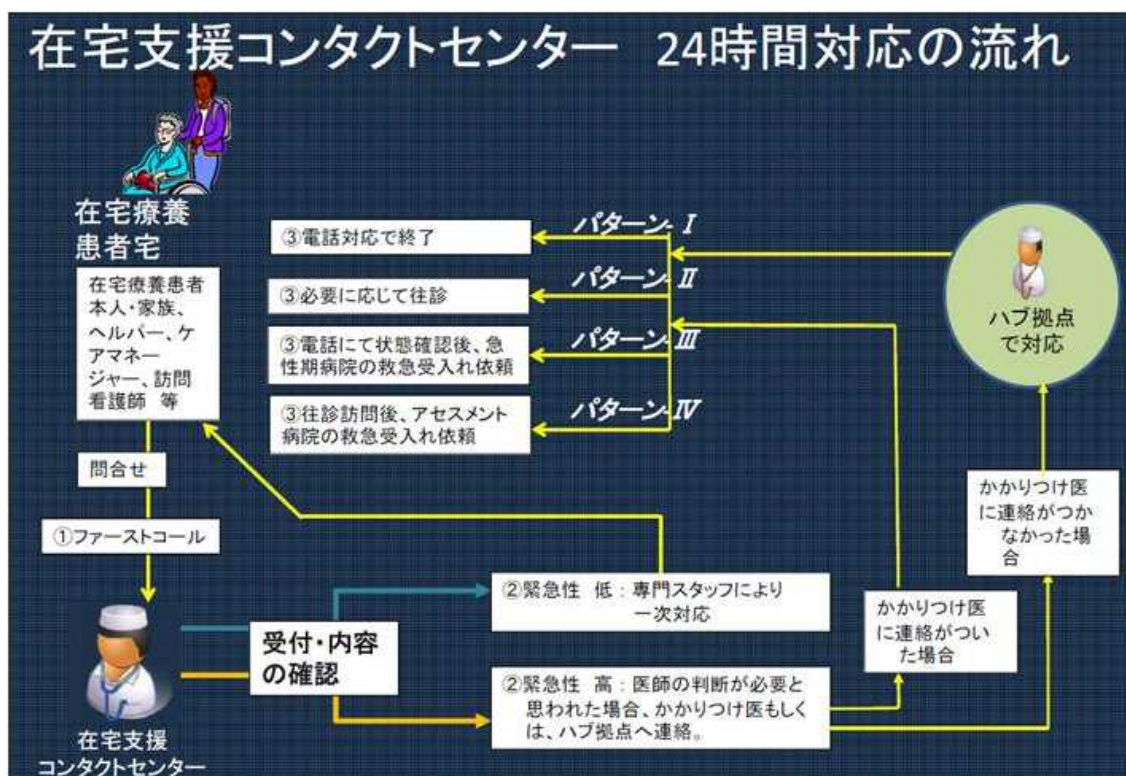 在宅支援コンタクトセンター 24時間対応の流れ
在宅療養
患者宅
在宅療養患者
本人・家族、
ヘルパー、ケ
アマネー
ジャー、訪問
看護師 等
問合せ
①ファーストコール
在宅支援
コンタクトセンター
受付・内容
の確認
②緊急性 低：専門スタッフにより
一次対応
②緊急性 高：医師の判断が必要と
思われた場合、かかりつけ医もしく
は、ハブ拠点へ連絡。
かかりつけ医
に連絡がつい
た場合
かかりつけ医
に連絡がつか
なかった場
合
ハブ拠点
で対応
パターン-Ⅰ
③電話対応で終了
パターン-Ⅱ
③必要に応じて往診
パターン-Ⅲ
③電話にて状態確認後、急
性期病院の救急受入れ依頼
パターン-Ⅳ
③往診訪問後、アセスメント
病院の救急受入れ依頼